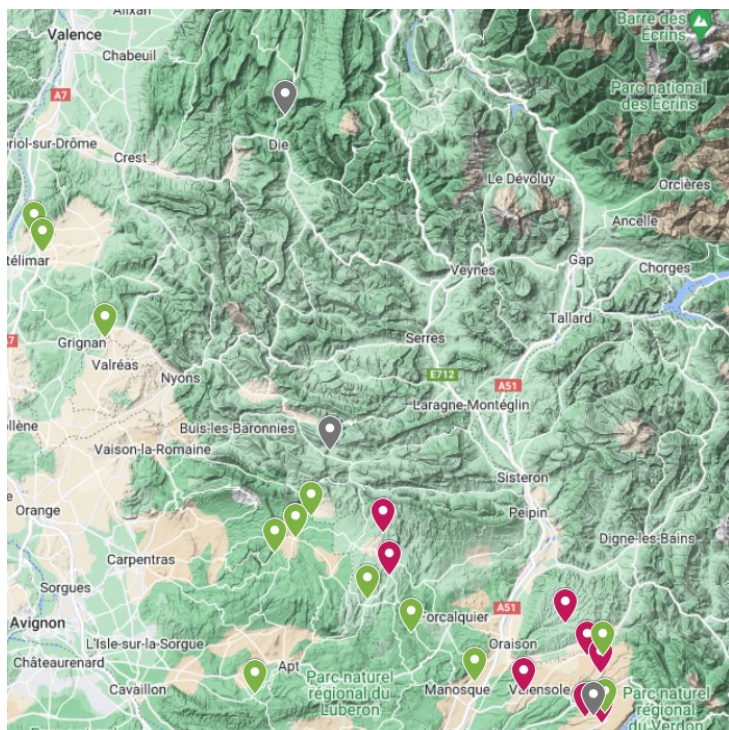 Alixan
Valence
Barre des
Ecrins
Chabeuil
A7
Parc national
des Ecrins
Die
riol-sur-Drôme
Crest
Le Dévoluy
Orcières
Ancelle
télimar
Veynes
Gap
Chorges
Tallard
7
Grignan
Serres
Valréas
Nyons
E712
A51
Laragne-Montéglin
llène
Buis-les-Baronnies
Vaison-la-Romaine
Sisteron
Orange
Peipin
Digne-les-Bains
Carpentras
Sorgues
A51
Avignon
Forcalquier
L'Isle-sur-la-Sorgue
Oraison
Châteaurenard
Apt
Cavaillon
Parc naturel
régional du
Luberon
Manosque
Valensole
Parc naturel
régional
du Verdon